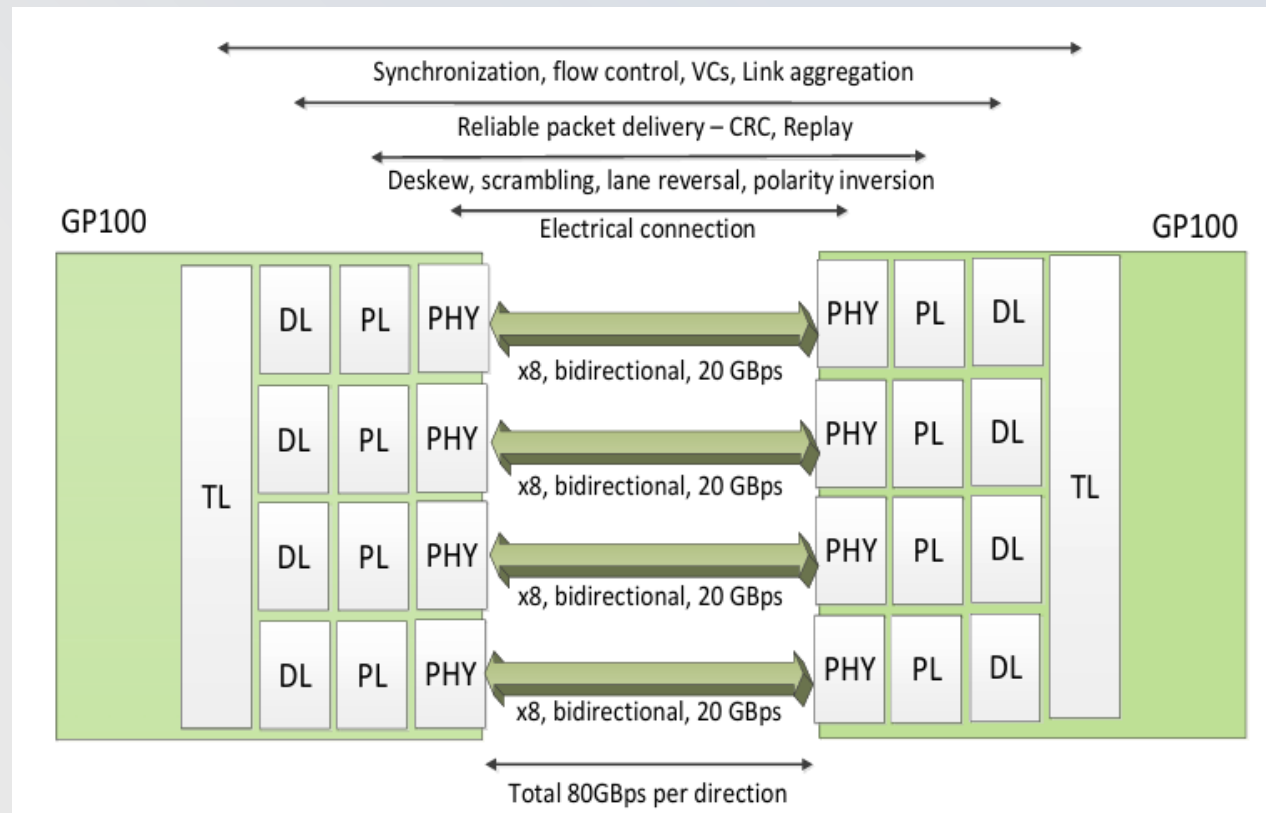 Synchronization, flow control, VCs, Link aggregation
Reliable packet delivery – CRC, Replay
Deskew, scrambling, lane reversal, polarity inversion
Electrical connection
GP100
GP100
TL
DL PL PHY
x8, bidirectional, 20 GBps
PHY PL DL
DL PL PHY
x8, bidirectional, 20 GBps
PHY PL DL
DL PL PHY
x8, bidirectional, 20 GBps
PHY PL DL
DL PL PHY
x8, bidirectional, 20 GBps
PHY PL DL
TL
Total 80GBps per direction